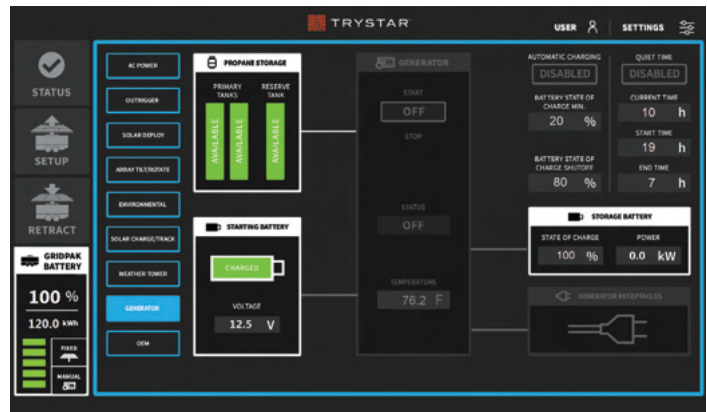 TRYSTAR
USER
SETTINGS
STATUS
SETUP
RETRACT
GRIDPAK
BATTERY
100 %
120.0 kWh
FIXED
MANUAL
AC POWER
OUTRIGGER
SOLAR DEPLOY
ARRAY TILT/ROTATE
ENVIRONMENTAL
SOLAR CHARGE/TRACK
WEATHER TOWER
GENERATOR
OEM
PROPANE STORAGE
PRIMARY
TANKS
RESERVE
TANK
AVAILABLE
AVAILABLE
AVAILABLE
STARTING BATTERY
CHARGED
VOLTAGE
12.5 V
GENERATOR
START
OFF
STOP
STATUS
OFF
TEMPERATURE
76.2 F
AUTOMATIC CHARGING
DISABLED
BATTERY STATE OF
CHARGE MIN.
20 %
BATTERY STATE OF
CHARGE SHUTOFF
80 %
QUIET TIME
DISABLED
CURRENT TIME
10 h
START TIME
19 h
END TIME
7 h
STORAGE BATTERY
STATE OF CHARGE
100 %
POWER
0.0 kW
GENERATOR RECEPTACLES